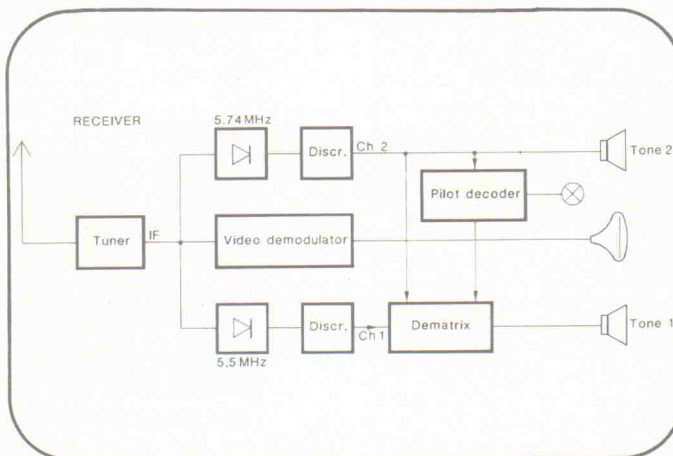 RECEIVER
5.74 MHz
Discr.
Ch 2
Tone 2
Pilot decoder
Tuner
IF
Video demodulator
Discr.
Ch 1
Dematrix
Tone 1
5,5 MHz